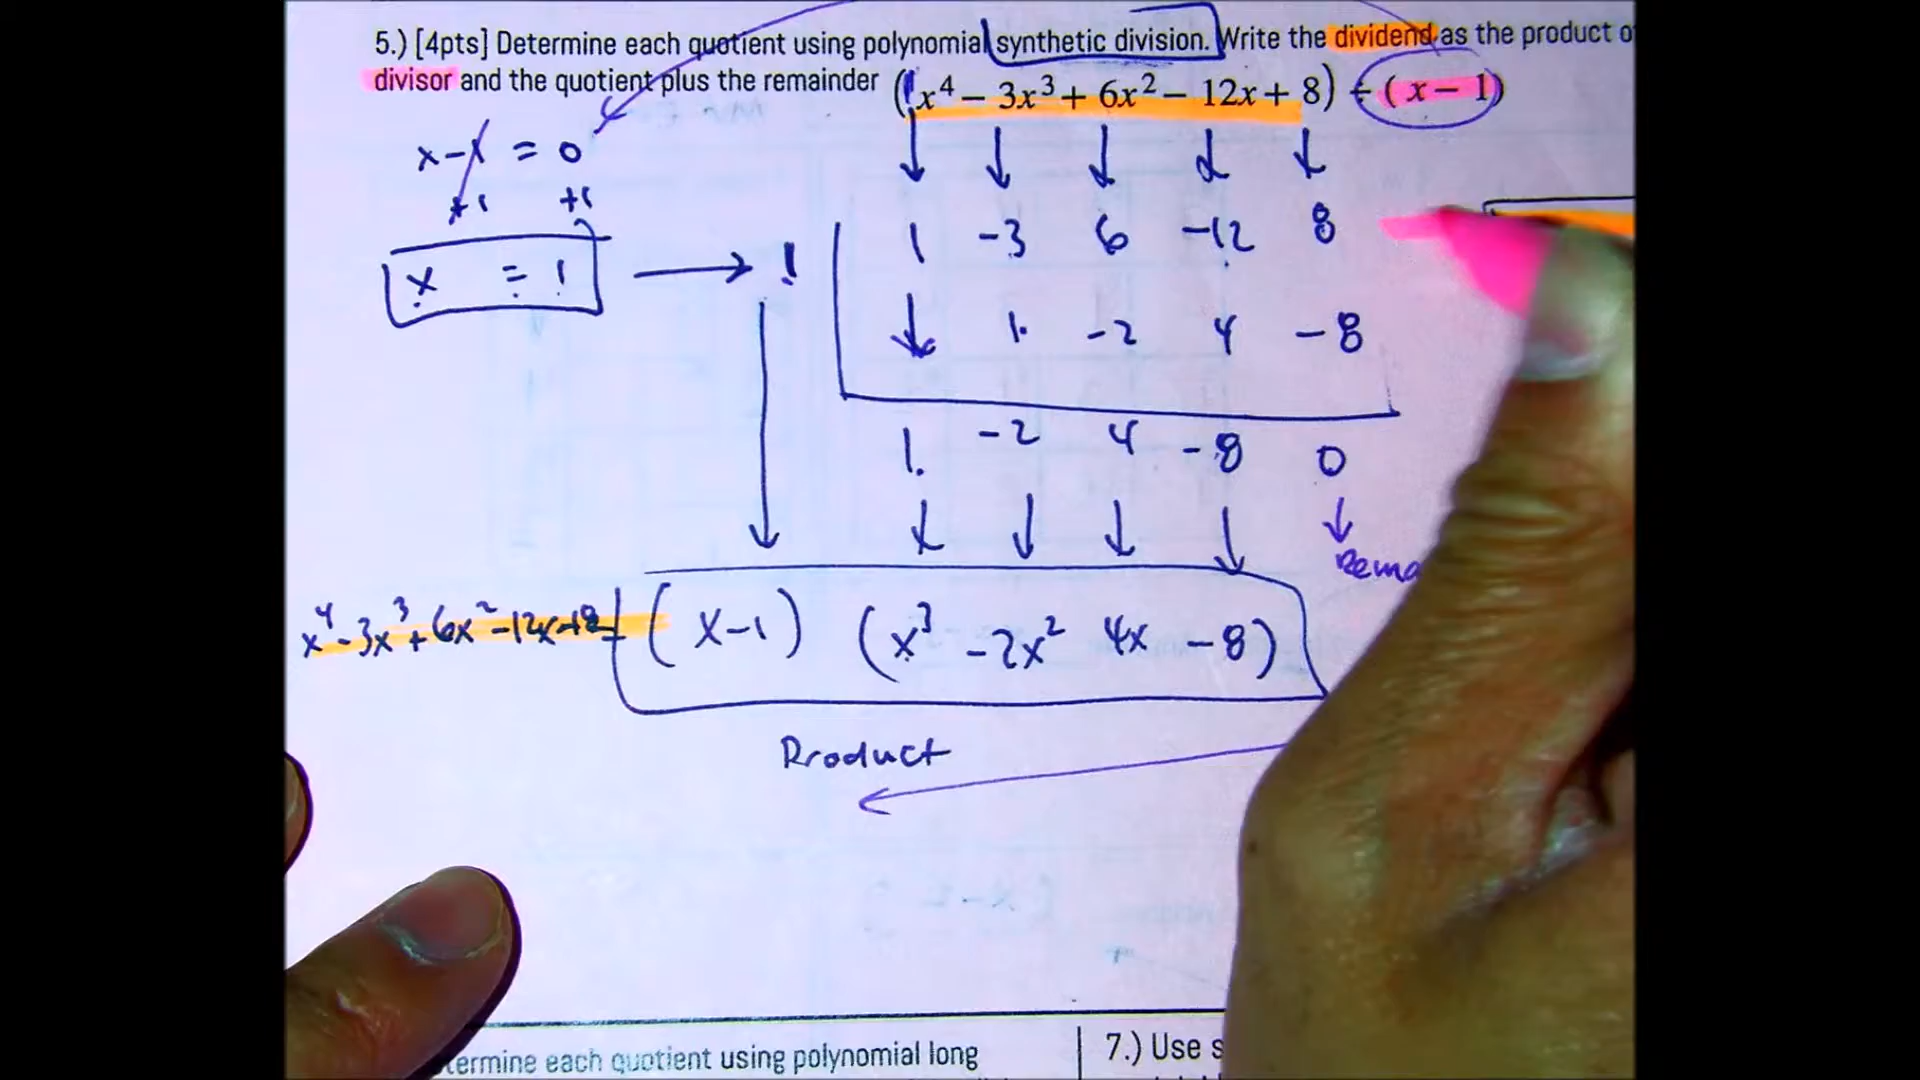 5.) [4pts] Determine each quotient using polynomial synthetic division. Write the dividend as the product o
divisor and the quotient plus the remainder (1x⁴ − 3x³ + 6x² − 12x + 8) ÷ (x − 1)
x-1 = 0
+1 +1
x = 1 → 1
1 -3 6 -12 8
1 -2 4 -8
1 -2 4 -8 0
Rema
x⁴-3x³+6x²-12x+8 = (x-1) (x³ -2x² 4x -8)
Product
termine each quotient using polynomial long
7.) Use s